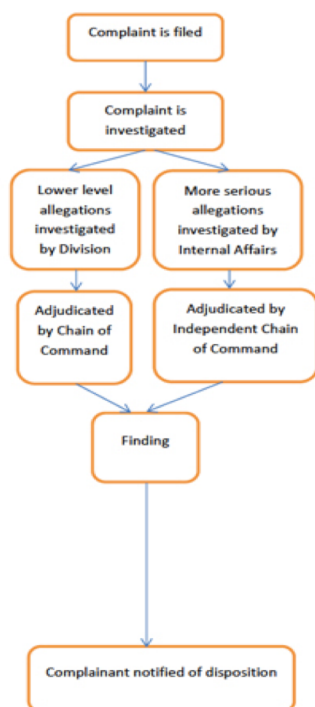 Complaint is filed
Complaint is
investigated
Lower level
allegations
investigated
by Division
More serious
allegations
investigated by
Internal Affairs
Adjudicated
by Chain of
Command
Adjudicated by
Independent Chain
of Command
Finding
Complainant notified of disposition